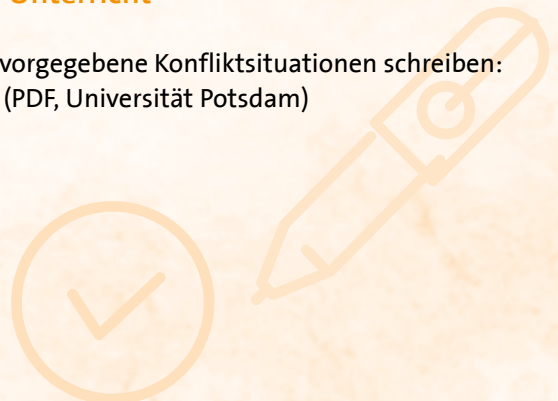 Unterricht
vorgegebene Konfliktsituationen schreiben:
(PDF, Universität Potsdam)